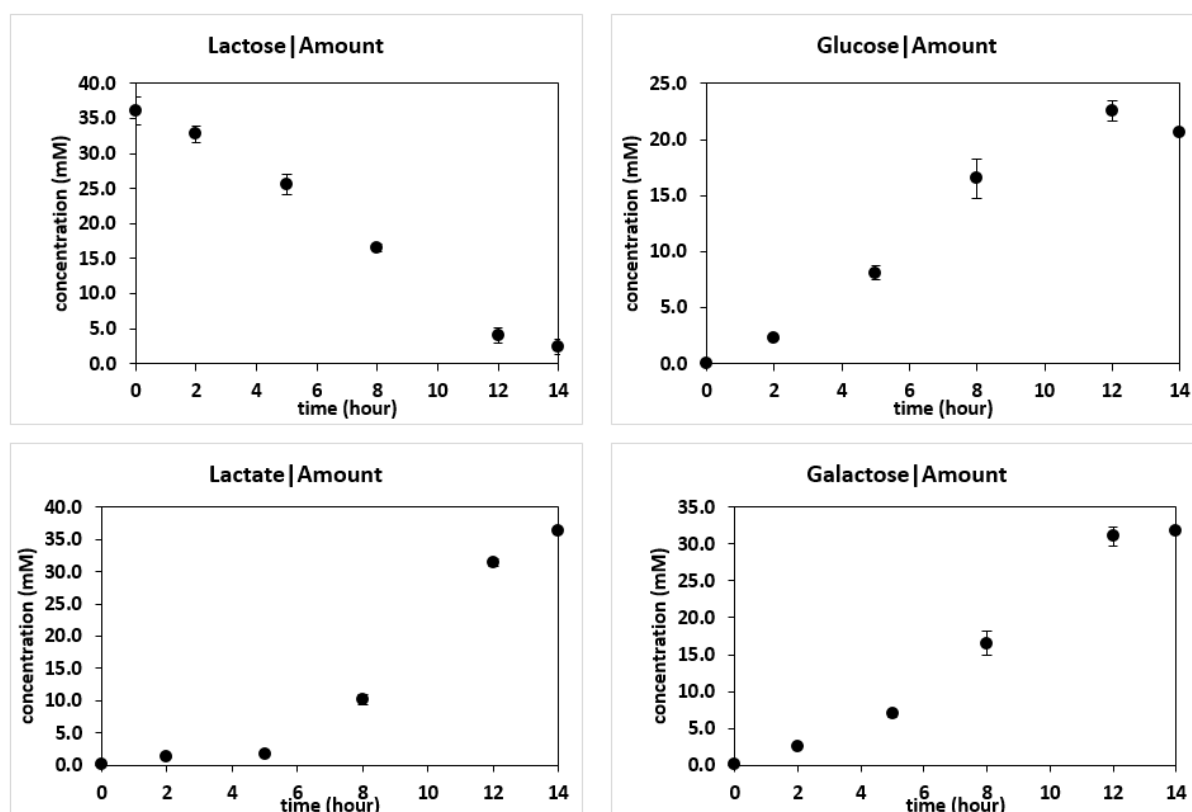 Lactose|Amount
40.0
35.0
30.0
25.0
20.0
15.0
10.0
5.0
0.0
concentration (mM)
0 2 4 6 8 10 12 14
time (hour)
Glucose|Amount
25.0
20.0
15.0
10.0
5.0
0.0
concentration (mM)
0 2 4 6 8 10 12 14
time (hour)
Lactate|Amount
40.0
35.0
30.0
25.0
20.0
15.0
10.0
5.0
0.0
concentration (mM)
0 2 4 6 8 10 12 14
time (hour)
Galactose|Amount
35.0
30.0
25.0
20.0
15.0
10.0
5.0
0.0
concentration (mM)
0 2 4 6 8 10 12 14
time (hour)